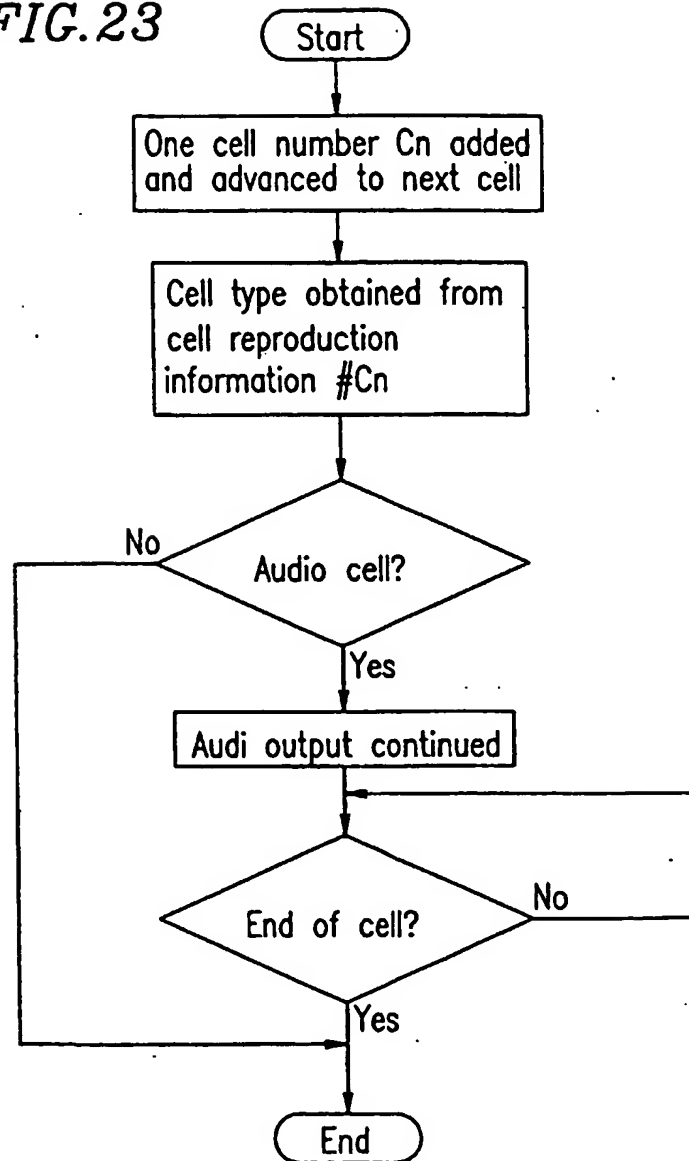 FIG.23
Start
One cell number Cn added
and advanced to next cell
Cell type obtained from
cell reproduction
information #Cn
No
Audio cell?
Yes
Audi output continued
No
End of cell?
Yes
End